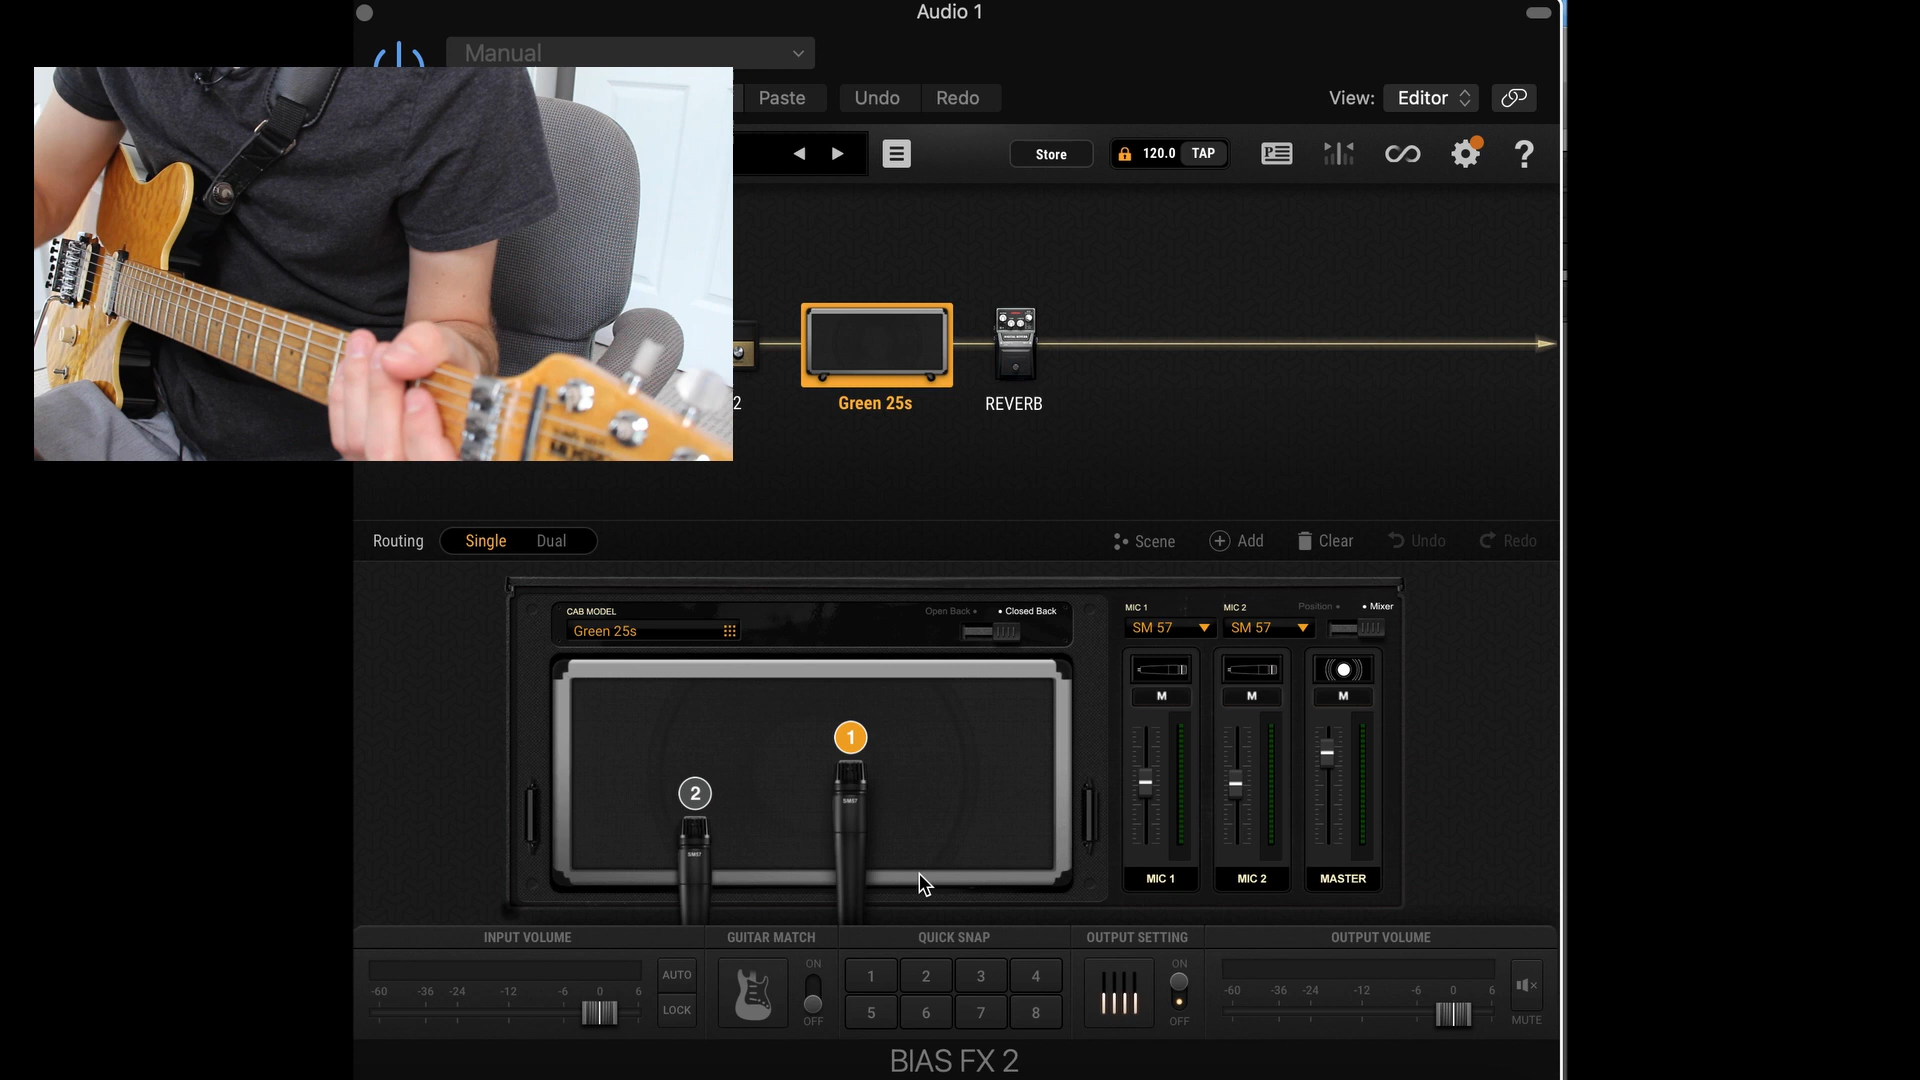 Audio 1
Manual
Paste Undo Redo View: Editor
Store 120.0 TAP
2 Green 25s REVERB
Routing Single Dual Scene Add Clear Undo Redo
CAB MODEL Open Back Closed Back MIC 1 MIC 2 Position Mixer
Green 25s SM 57 SM 57
M M M
1
2
SM57
SM57
MIC 1 MIC 2 MASTER
INPUT VOLUME GUITAR MATCH QUICK SNAP OUTPUT SETTING OUTPUT VOLUME
AUTO ON 1 2 3 4 ON
-60 -36 -24 -12 -6 0 6 -60 -36 -24 -12 -6 0 6
LOCK OFF 5 6 7 8 OFF MUTE
BIAS FX 2